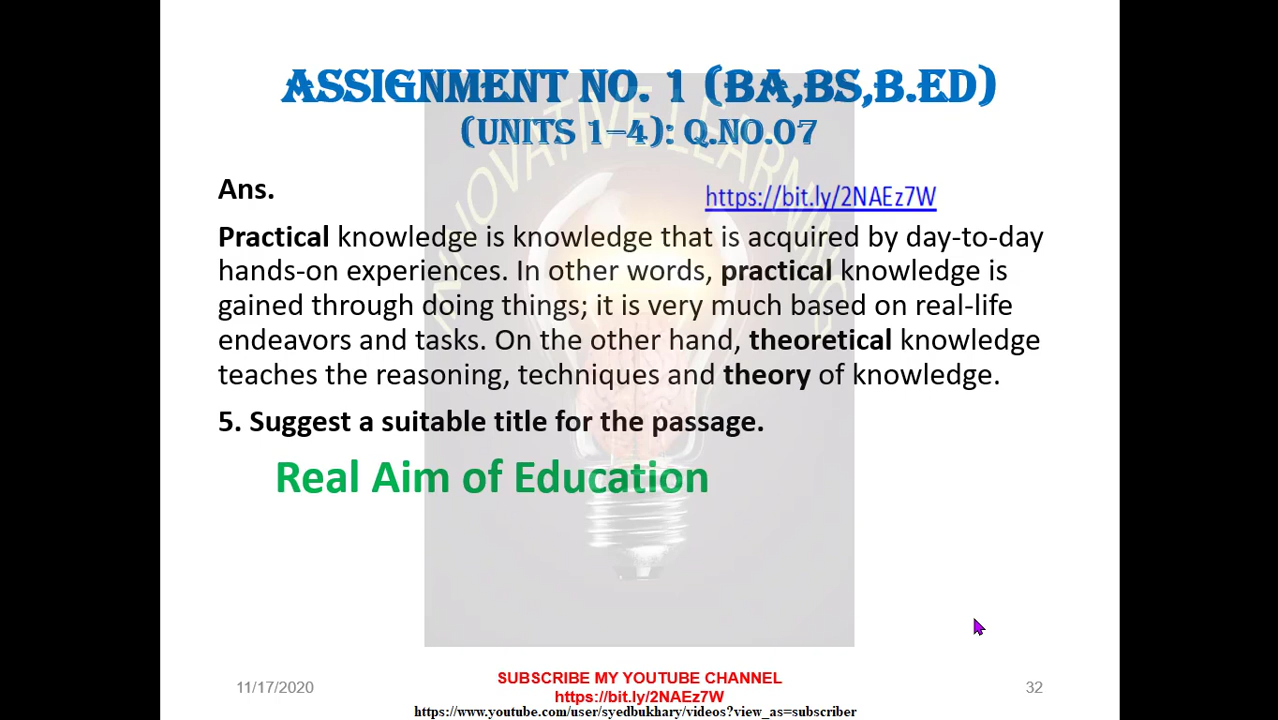 ASSIGNMENT NO. 1 (BA,BS,B.ED)
(UNITS 1–4): Q.NO.07
Ans.
https://bit.ly/2NAEz7W
Practical knowledge is knowledge that is acquired by day-to-day
hands-on experiences. In other words, practical knowledge is
gained through doing things; it is very much based on real-life
endeavors and tasks. On the other hand, theoretical knowledge
teaches the reasoning, techniques and theory of knowledge.
5. Suggest a suitable title for the passage.
Real Aim of Education
INNOVATIVE LEARNING
11/17/2020
SUBSCRIBE MY YOUTUBE CHANNEL
https://bit.ly/2NAEz7W
https://www.youtube.com/user/syedbukhary/videos?view_as=subscriber
32